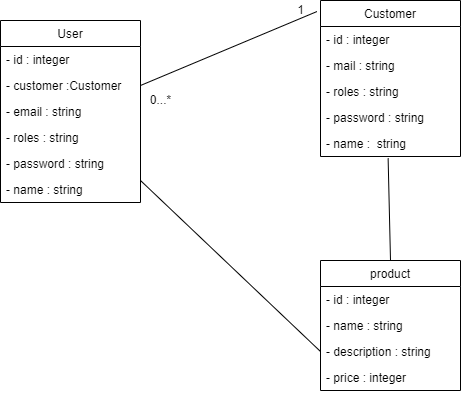 User
- id : integer
- customer :Customer
- email : string
- roles : string
- password : string
- name : string
1
0...*
Customer
- id : integer
- mail : string
- roles : string
- password : string
- name :  string
product
- id : integer
- name : string
- description : string
- price : integer